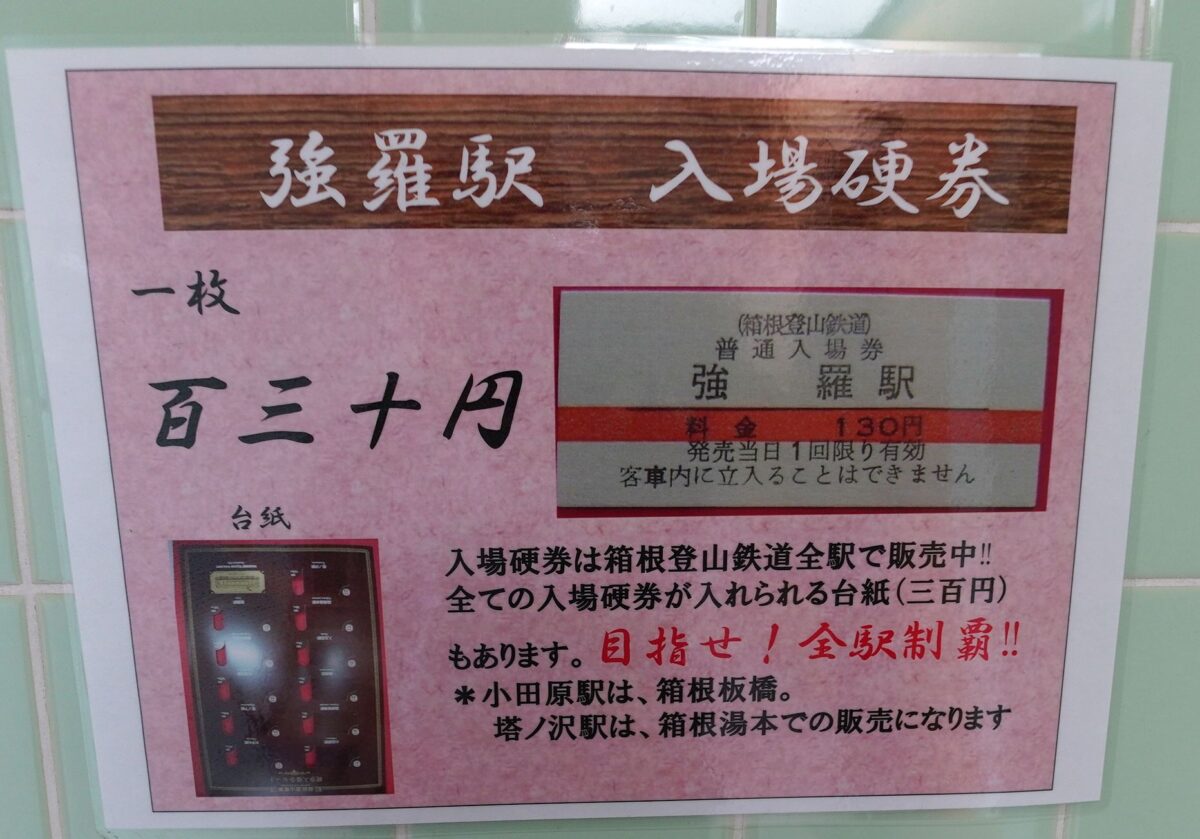 強羅駅　入場硬券
一枚
百三十円
(箱根登山鉄道)
普通入場券
強　羅駅
料金　130円
発売当日1回限り有効
客車内に立入ることはできません
台紙
入場硬券は箱根登山鉄道全駅で販売中!!
全ての入場硬券が入れられる台紙(三百円)
もあります。目指せ！全駅制覇!!
＊小田原駅は、箱根板橋。
塔ノ沢駅は、箱根湯本での販売になります